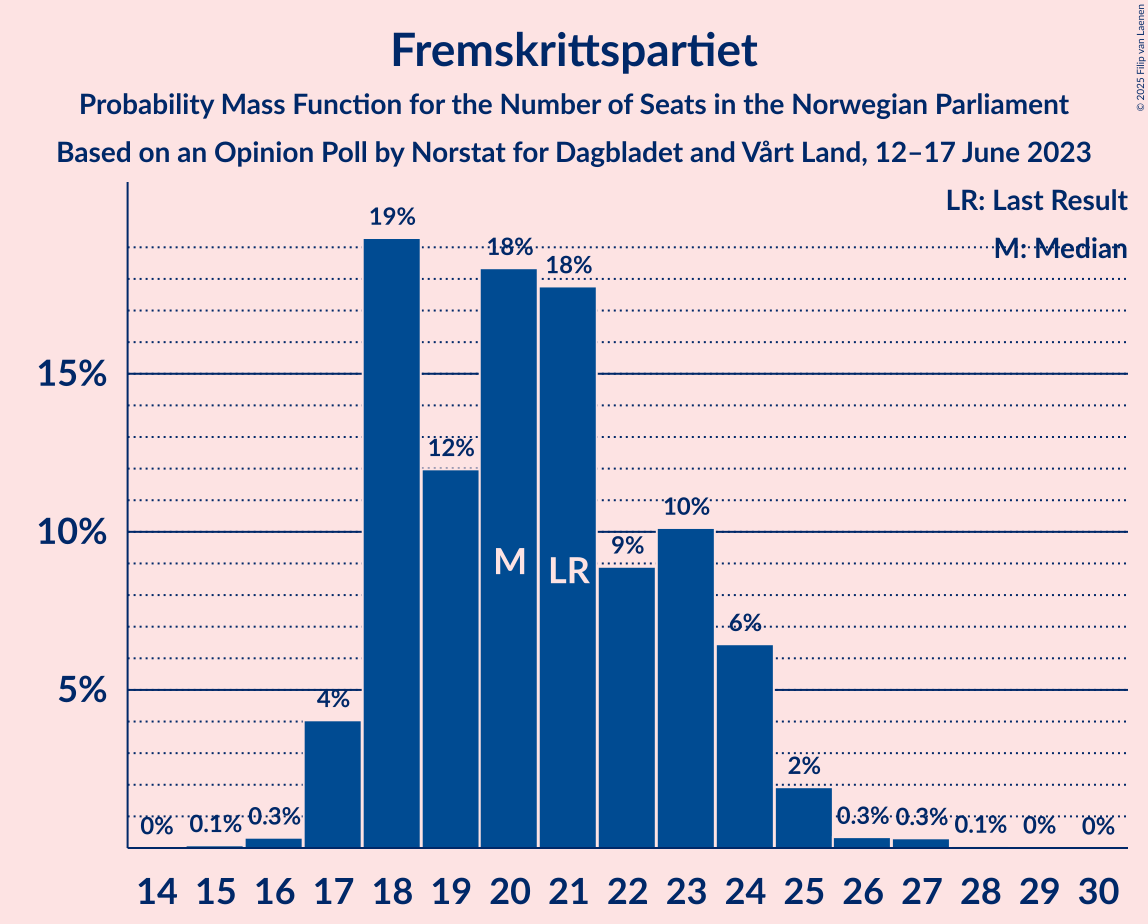 Fremskrittspartiet
Probability Mass Function for the Number of Seats in the Norwegian Parliament
Based on an Opinion Poll by Norstat for Dagbladet and Vårt Land, 12–17 June 2023
© 2025 Filip van Laenen
LR: Last Result
M: Median
19%
18%
18%
15%
12%
10%
10%
9%
M
LR
6%
5%
4%
2%
0%
0.1%
0.3%
0.3%
0.3%
0.1%
0%
0%
14 15 16 17 18 19 20 21 22 23 24 25 26 27 28 29 30